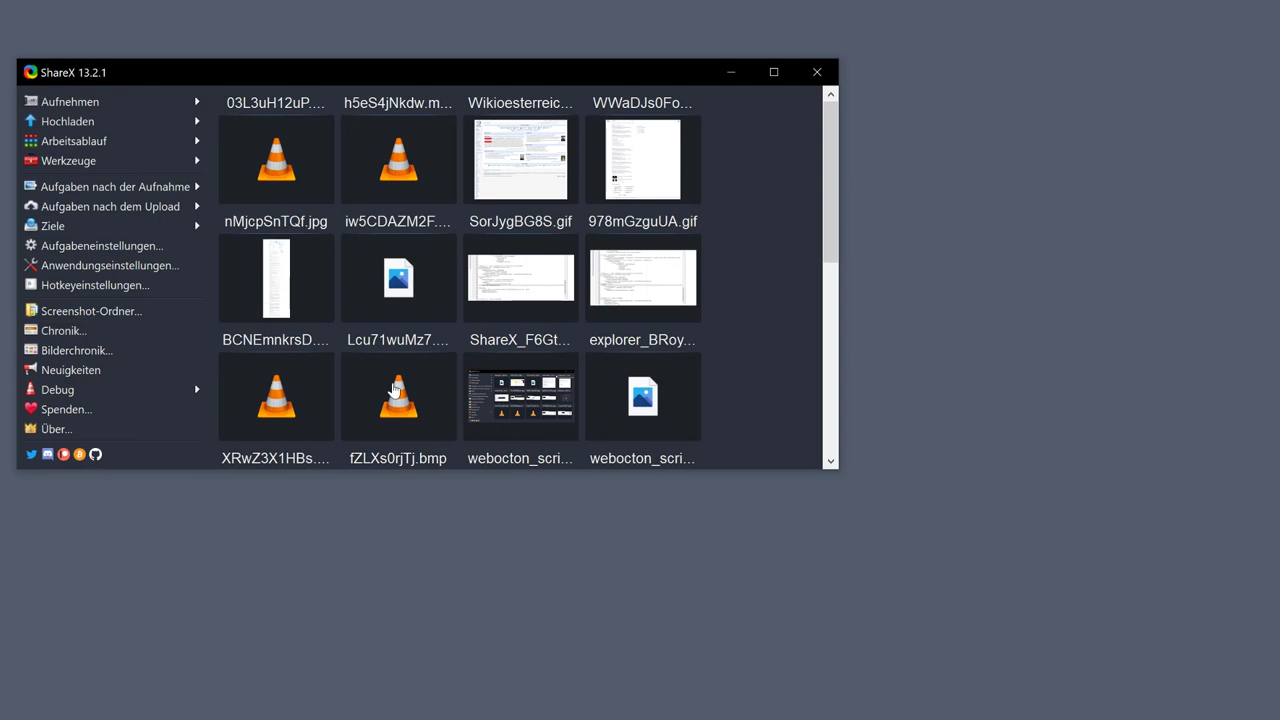 ShareX 13.2.1
Aufnehmen
Hochladen
Arbeitsablauf
Werkzeuge
Aufgaben nach der Aufnahme
Aufgaben nach dem Upload
Ziele
Aufgabeneinstellungen...
Anwendungseinstellungen...
Hotkey-Einstellungen...
Screenshot-Ordner...
Chronik...
Bilderchronik...
Neuigkeiten
Debug
Spenden...
Über...
03L3uH12uP....
h5eS4jNkdw.m...
Wikioesterreic...
WWaDJs0Fo...
nMjcpSnTQf.jpg
iw5CDAZM2F....
SorJygBG8S.gif
978mGzguUA.gif
BCNEmnkrsD....
Lcu71wuMz7....
ShareX_F6Gt...
explorer_BRoy...
XRwZ3X1HBs....
fZLXs0rjTj.bmp
webocton_scri...
webocton_scri...